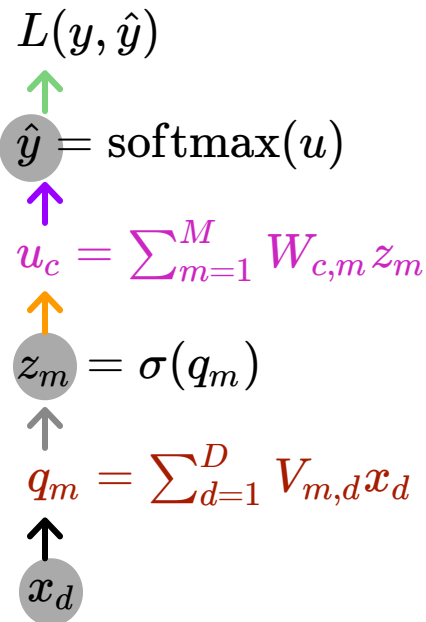 L(y, ŷ)
ŷ = softmax(u)
u_c = ∑_{m=1}^{M} W_{c,m} z_m
z_m = σ(q_m)
q_m = ∑_{d=1}^{D} V_{m,d} x_d
x_d